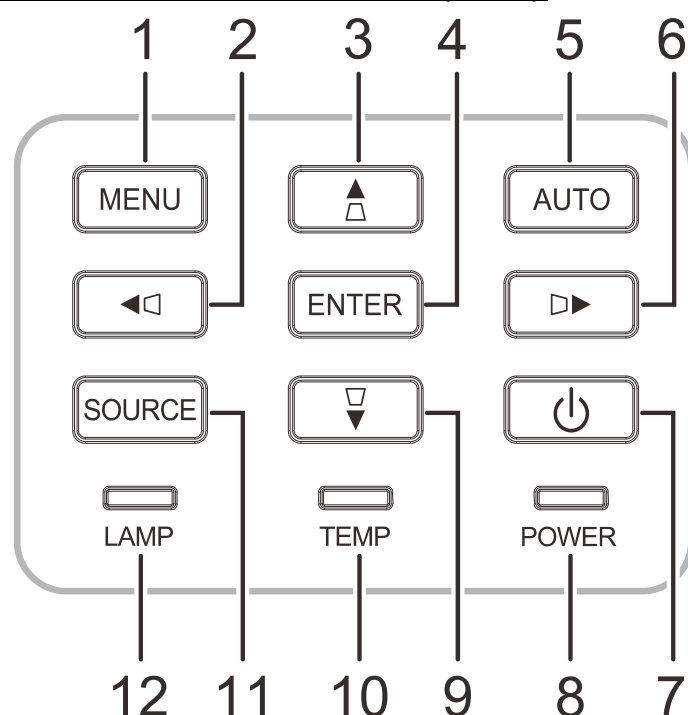 1 2 3 4 5 6
MENU AUTO
ENTER
SOURCE
LAMP TEMP POWER
12 11 10 9 8 7